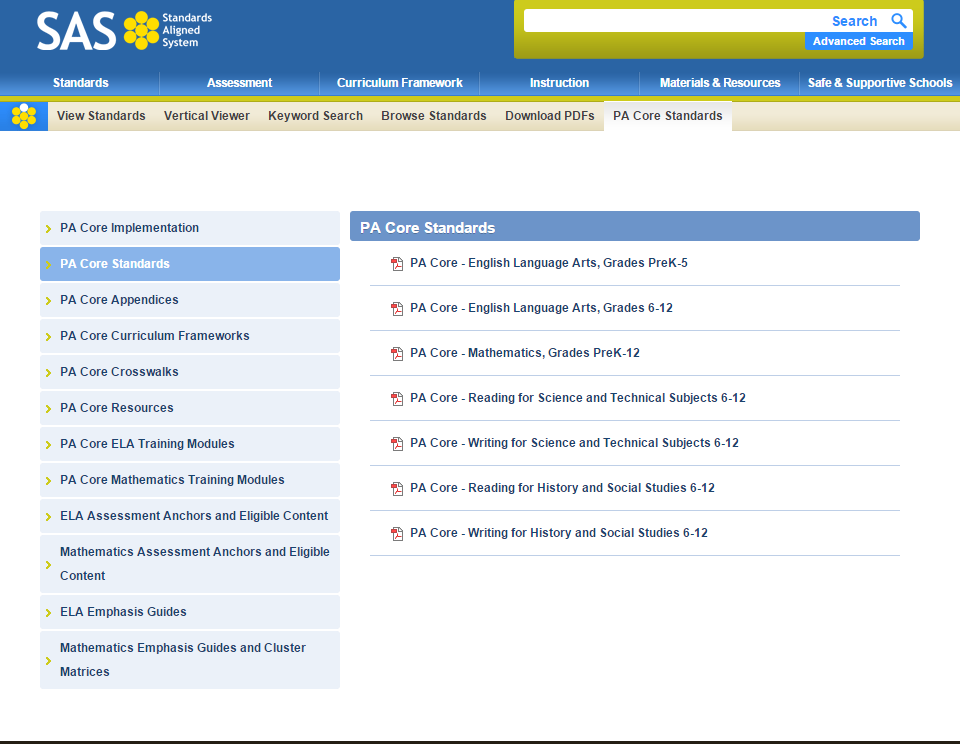 SAS Standards
Aligned
System
Search
Advanced Search
Standards Assessment Curriculum Framework Instruction Materials & Resources Safe & Supportive Schools
View Standards Vertical Viewer Keyword Search Browse Standards Download PDFs PA Core Standards
PA Core Implementation
PA Core Standards
PA Core Appendices
PA Core Curriculum Frameworks
PA Core Crosswalks
PA Core Resources
PA Core ELA Training Modules
PA Core Mathematics Training Modules
ELA Assessment Anchors and Eligible Content
Mathematics Assessment Anchors and Eligible
Content
ELA Emphasis Guides
Mathematics Emphasis Guides and Cluster
Matrices
PA Core Standards
PA Core - English Language Arts, Grades PreK-5
PA Core - English Language Arts, Grades 6-12
PA Core - Mathematics, Grades PreK-12
PA Core - Reading for Science and Technical Subjects 6-12
PA Core - Writing for Science and Technical Subjects 6-12
PA Core - Reading for History and Social Studies 6-12
PA Core - Writing for History and Social Studies 6-12